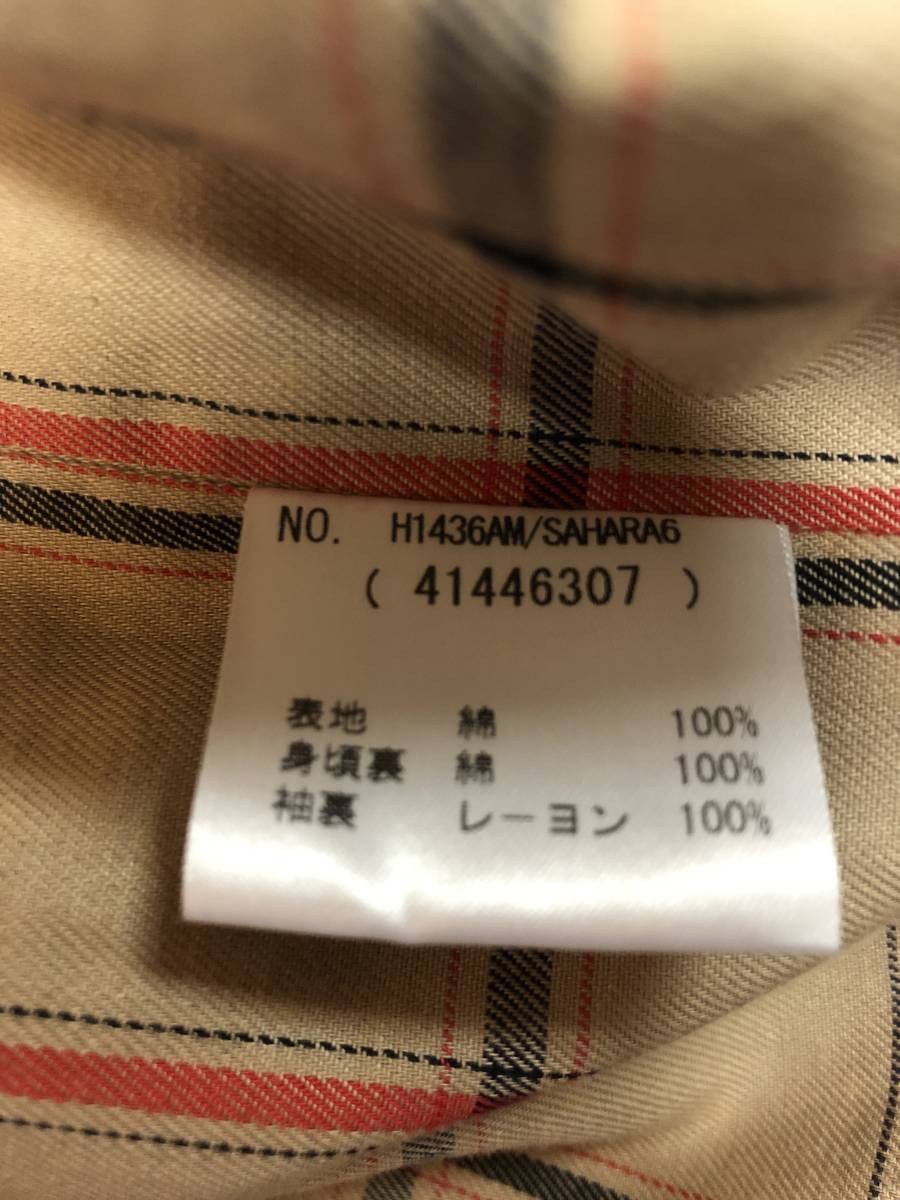 NO. H1436AM/SAHARA6
( 41446307 )
表地 綿 100%
身頃裏 綿 100%
袖裏 レーヨン 100%